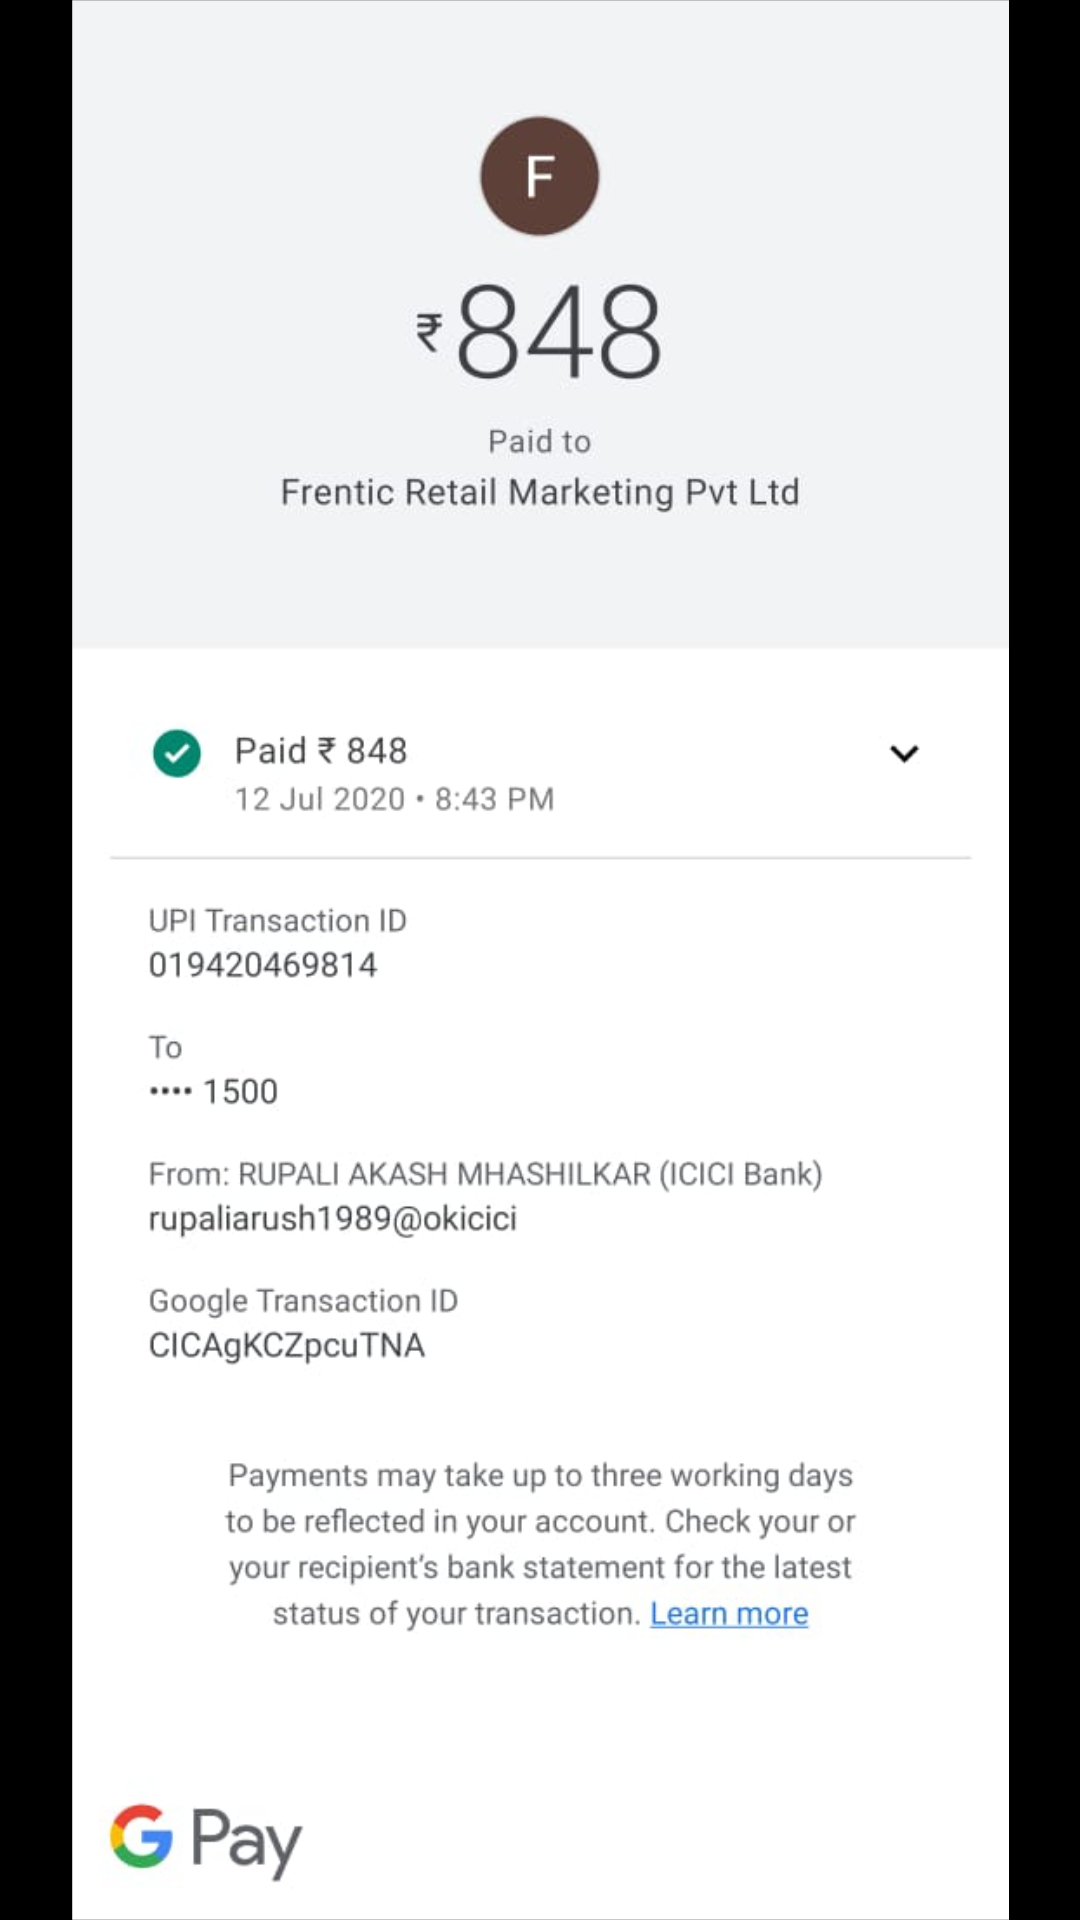 F
₹848
Paid to
Frentic Retail Marketing Pvt Ltd
Paid ₹ 848
12 Jul 2020 • 8:43 PM
UPI Transaction ID
019420469814
To
•••• 1500
From: RUPALI AKASH MHASHILKAR (ICICI Bank)
rupaliarush1989@okicici
Google Transaction ID
CICAgKCZpcuTNA
Payments may take up to three working days
to be reflected in your account. Check your or
your recipient’s bank statement for the latest
status of your transaction. Learn more
G Pay